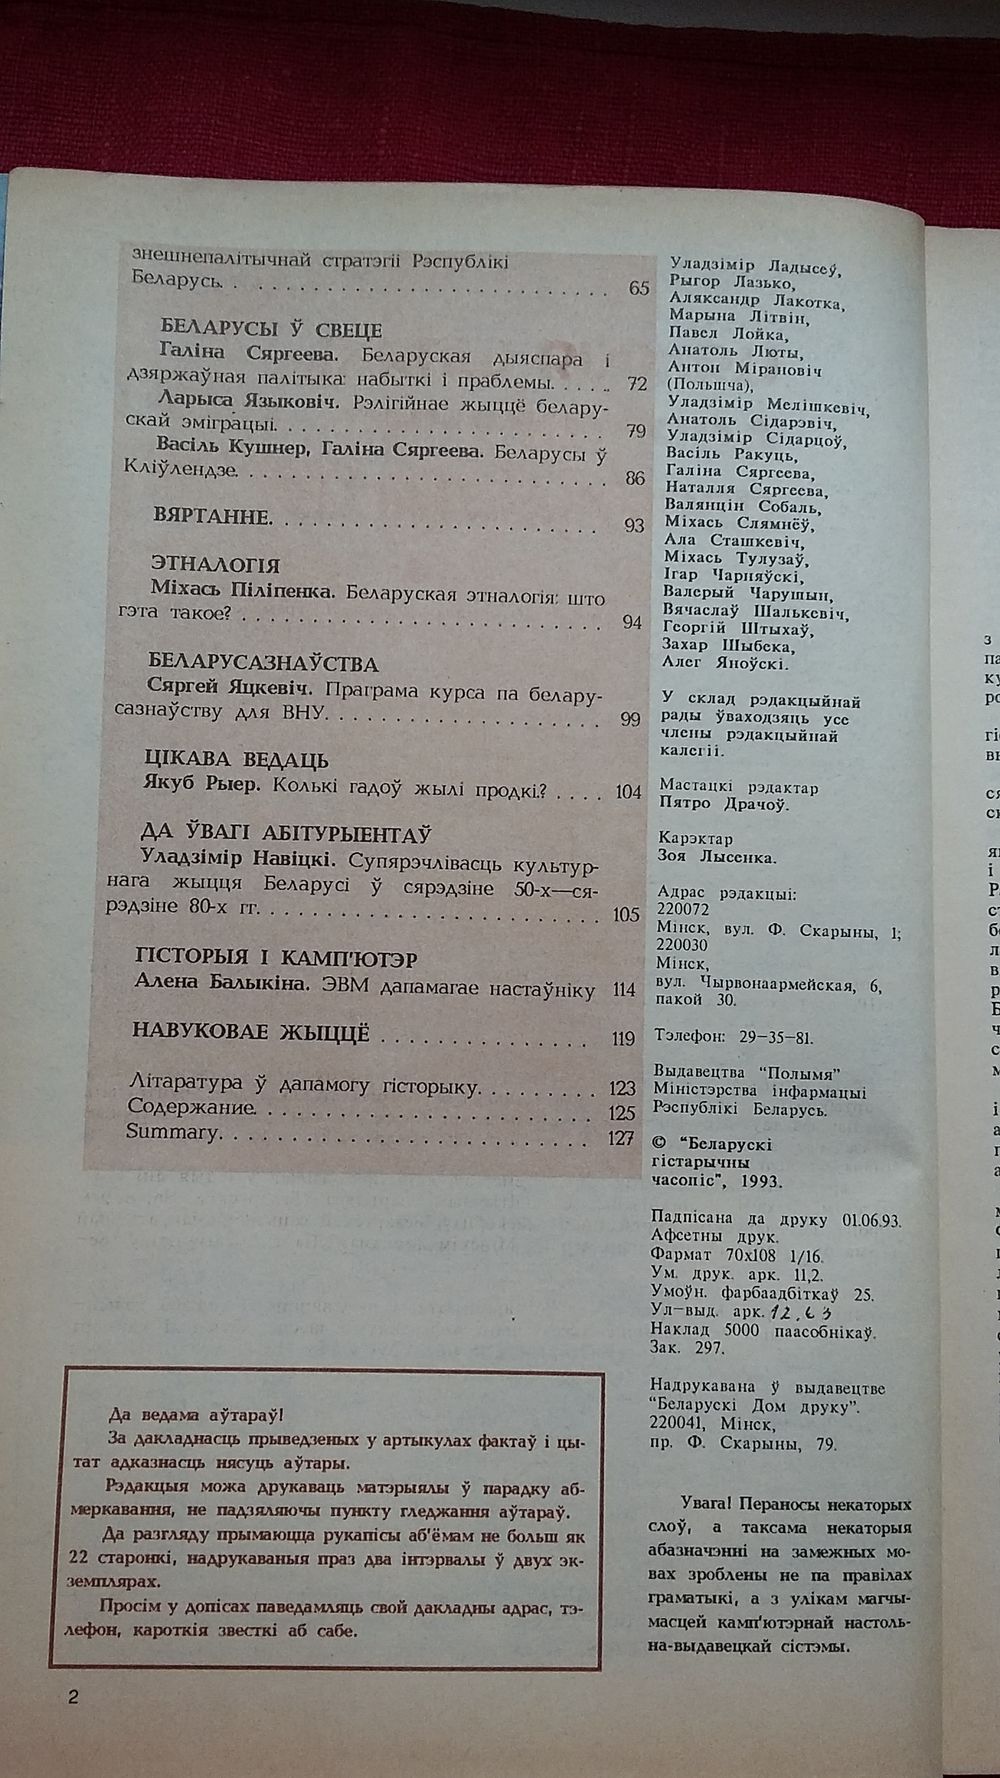 знешнепалітычнай стратэгіі Рэспублікі
Беларусь. . . . . . . . . . . . . . . . . . . . . . . . . . . . 65
БЕЛАРУСЫ Ў СВЕЦЕ
Галіна Сяргеева. Беларуская дыяспара і
дзяржаўная палітыка: набыткі і праблемы. . . . . . 72
Ларыса Языковіч. Рэлігійнае жыццё белару-
скай эміграцыі. . . . . . . . . . . . . . . . . . . . . . . 79
Васіль Кушнер, Галіна Сяргеева. Беларусы ў
Кліўлендзе. . . . . . . . . . . . . . . . . . . . . . . . . . 86
ВЯРТАННЕ. . . . . . . . . . . . . . . . . . . . . . . . 93
ЭТНАЛОГІЯ
Міхась Піліпенка. Беларуская этналогія: што
гэта такое? . . . . . . . . . . . . . . . . . . . . . . . . . . 94
БЕЛАРУСАЗНАЎСТВА
Сяргей Яцкевіч. Праграма курса па белару-
сазнаўству для ВНУ. . . . . . . . . . . . . . . . . . . . 99
ЦІКАВА ВЕДАЦЬ
Якуб Рыер. Колькі гадоў жылі продкі.? . . . . 104
ДА ЎВАГІ АБІТУРЫЕНТАЎ
Уладзімір Навіцкі. Супярэчлівасць культур-
нага жыцця Беларусі ў сярэдзіне 50-х—ся-
рэдзіне 80-х гг. . . . . . . . . . . . . . . . . . . . . . . . 105
ГІСТОРЫЯ І КАМП'ЮТЭР
Алена Балыкіна. ЭВМ дапамагае настаўніку 114
НАВУКОВАЕ ЖЫЦЦЁ . . . . . . . . . . . . . . . 119
Літаратура ў дапамогу гісторыку. . . . . . . . . 123
Содержание. . . . . . . . . . . . . . . . . . . . . . . . 125
Summary. . . . . . . . . . . . . . . . . . . . . . . . . . . 127
Да ведама аўтараў!
За дакладнасць прыведзеных у артыкулах фактаў і цы-
тат адказнасць нясуць аўтары.
Рэдакцыя можа друкаваць матэрыялы ў парадку аб-
меркавання, не падзяляючы пункту гледжання аўтараў.
Да разгляду прымаюцца рукапісы аб'ёмам не больш як
22 старонкі, надрукаваныя праз два інтэрвалы ў двух эк-
земплярах.
Просім у допісах паведамляць свой дакладны адрас, тэ-
лефон, кароткія звесткі аб сабе.
2
Уладзімір Ладысеў,
Рыгор Лазько,
Аляксандр Лакотка,
Марына Літвін,
Павел Лойка,
Анатоль Люты,
Антон Мірановіч
(Польшча),
Уладзімір Мелішкевіч,
Анатоль Сідарэвіч,
Уладзімір Сідарцоў,
Васіль Ракуць,
Галіна Сяргеева,
Наталля Сяргеева,
Валянцін Собаль,
Міхась Слямнёў,
Ала Сташкевіч,
Міхась Тулузаў,
Ігар Чарняўскі,
Валерый Чарушын,
Вячаслаў Шалькевіч,
Георгій Штыхаў,
Захар Шыбека,
Алег Яноўскі.
У склад рэдакцыйнай
рады ўваходзяць усе
члены рэдакцыйнай
калегіі.
Мастацкі рэдактар
Пятро Драчоў.
Карэктар
Зоя Лысенка.
Адрас рэдакцыі:
220072
Мінск, вул. Ф. Скарыны, 1;
220030
Мінск,
вул. Чырвонаармейская, 6,
пакой 30.
Тэлефон: 29-35-81.
Выдавецтва "Полымя"
Міністэрства інфармацыі
Рэспублікі Беларусь.
© "Беларускі
гістарычны
часопіс", 1993.
Падпісана да друку 01.06.93.
Афсетны друк.
Фармат 70х108 1/16.
Ум. друк. арк. 11,2.
Умоўн. фарбаадбіткаў 25.
Ул-выд. арк. 12,63
Наклад 5000 паасобнікаў.
Зак. 297.
Надрукавана ў выдавецтве
"Беларускі Дом друку".
220041, Мінск,
пр. Ф. Скарыны, 79.
Увага! Пераносы некаторых
слоў, а таксама некаторыя
абазначэнні на замежных мо-
вах зроблены не па правілах
граматыкі, а з улікам магчы-
масцей камп'ютэрнай настоль-
на-выдавецкай сістэмы.